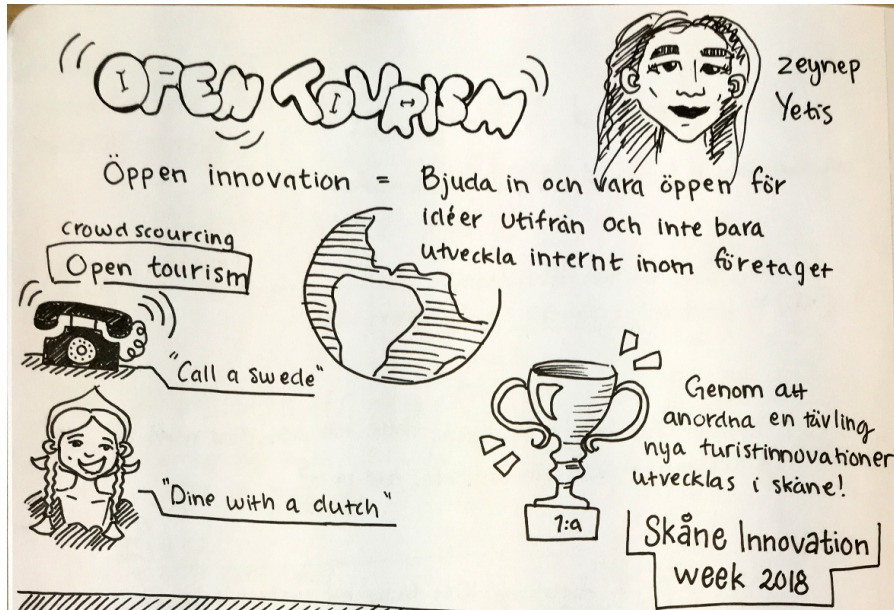 OPEN TOURISM
Zeynep
Yetis
Öppen innovation = Bjuda in och vara öppen för
idéer utifrån och inte bara
utveckla internt inom företaget
crowdscourcing
Open tourism
"Call a swede"
"Dine with a dutch"
1:a
Genom att
anordna en tävling
nya turistinnovationer
utvecklas i skåne!
Skåne Innovation
week 2018